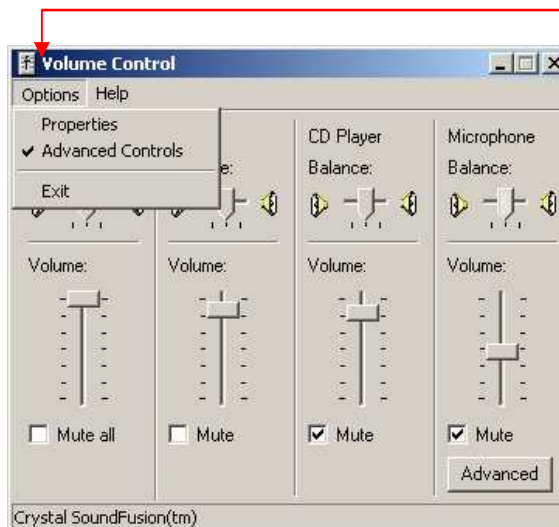 Volume Control
Options Help
Properties
Advanced Controls
Exit
CD Player
Microphone
Balance:
Balance:
Volume:
Volume:
Volume:
Volume:
Mute all
Mute
Mute
Mute
Advanced
Crystal SoundFusion(tm)